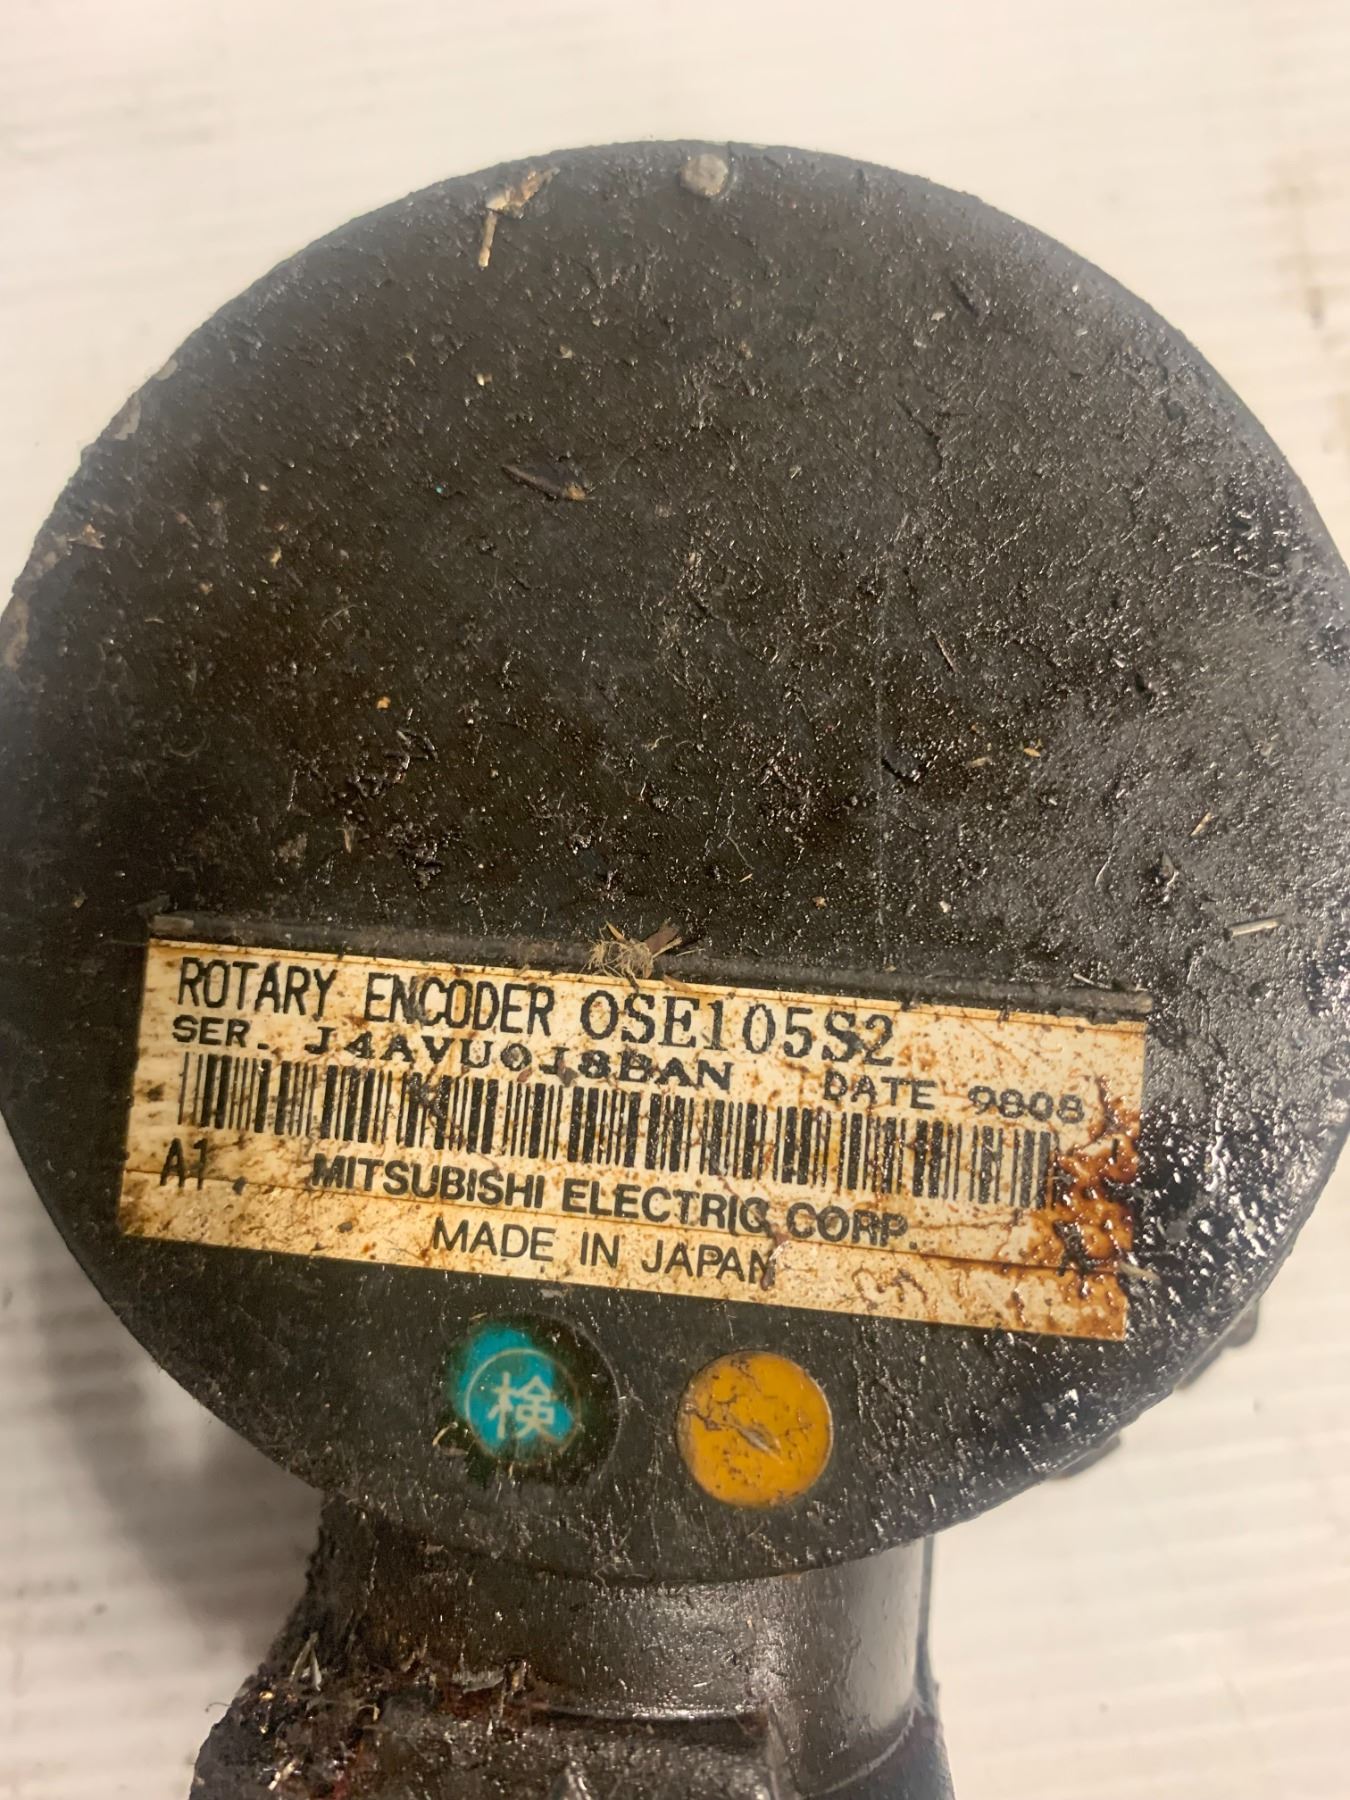 ROTARY ENCODER OSE105S2
SER. J4AVU0J8BAN DATE 9808
A1
MITSUBISHI ELECTRIC CORP.
MADE IN JAPAN
検